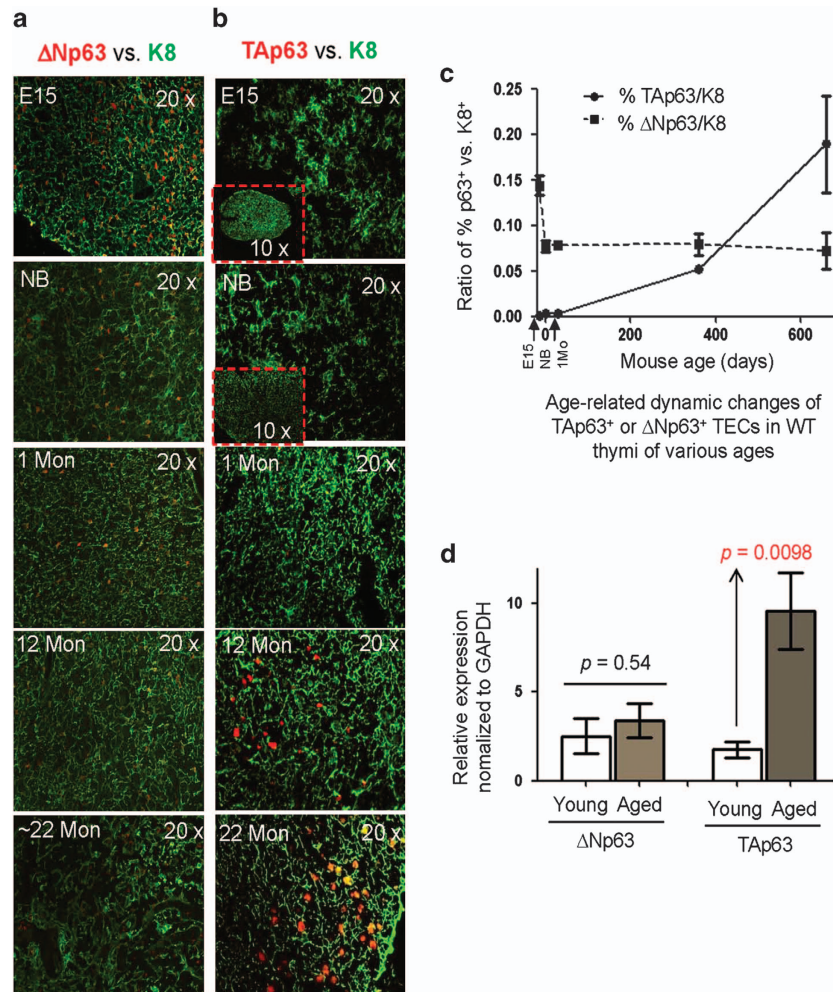 a
ΔNp63 vs. K8
E15 20 x
NB 20 x
1 Mon 20 x
12 Mon 20 x
~22 Mon 20 x
b
TAp63 vs. K8
E15 20 x
10 x
NB 20 x
10 x
1 Mon 20 x
12 Mon 20 x
22 Mon 20 x
c
Ratio of % p63⁺ vs. K8⁺
0.25
0.20
0.15
0.10
0.05
0.00
% TAp63/K8
% ΔNp63/K8
0 200 400 600
E15
NB
1Mo
Mouse age (days)
Age-related dynamic changes of
TAp63⁺ or ΔNp63⁺ TECs in WT
thymi of various ages
d
Relative expression
nomalized to GAPDH
10
5
0
p = 0.54
p = 0.0098
Young Aged Young Aged
ΔNp63 TAp63